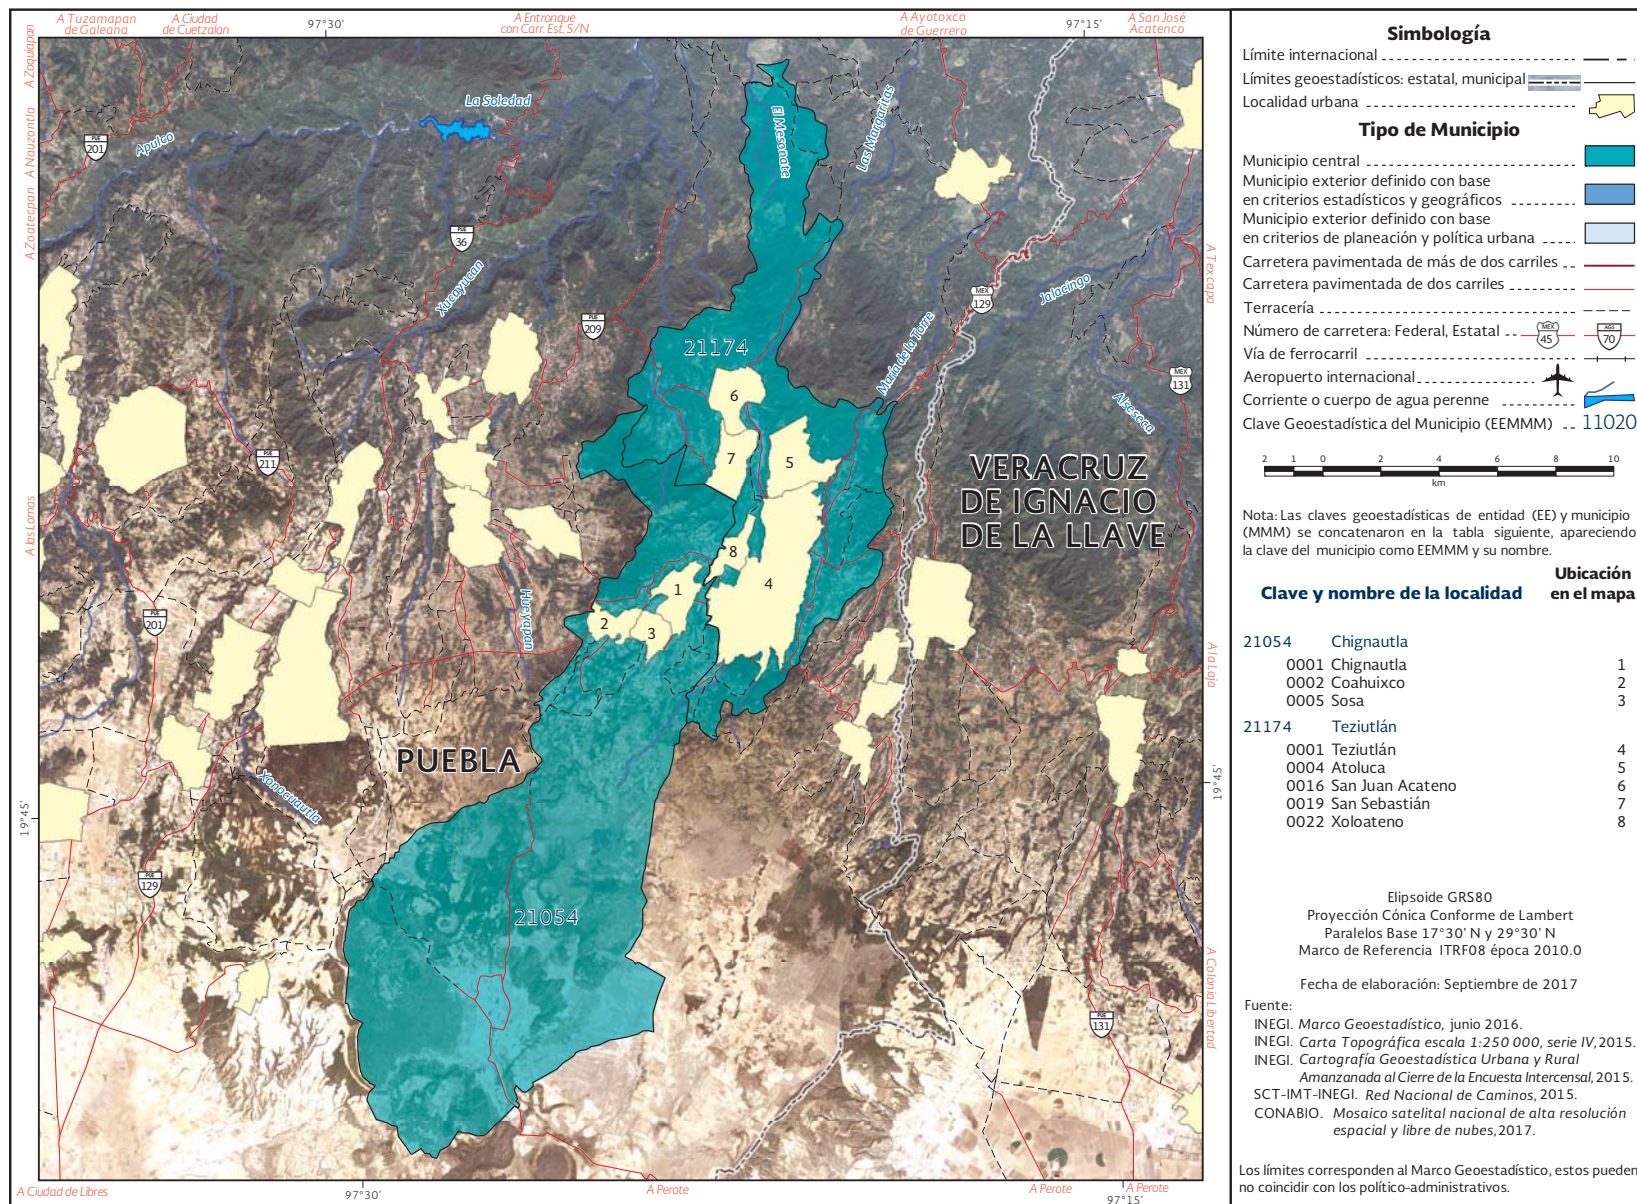 A Tuzamapan
de Galeana
A Ciudad
de Cuetzalan
97°30'
A Entronque
con Carr. Est. S/N
A Ayotoxco
de Guerrero
97°15'
A San José
Acatenco
A Zoquiapan
A Nauzontla
A Zoatecpan
A las Lomas
19°45'
La Soledad
Apulco
PUE
201
PUE
36
Xucayucan
PUE
209
El Mesonate
Las Margaritas
MEX
129
Jalacingo
María de la Torre
MEX
131
Alseseca
A Texcapa
21174
6
7
5
8
4
1
2
3
PUE
211
PUE
201
Hueyapan
VERACRUZ
DE IGNACIO
DE LA LLAVE
A la Laja
PUEBLA
Xonocuautla
19°45'
PUE
129
21054
A Colonia Libertad
PUE
131
A Ciudad de Libres
97°30'
A Perote
A Perote
97°15'
A Perote
Simbología
Límite internacional
Límites geoestadísticos: estatal, municipal
Localidad urbana
Tipo de Municipio
Municipio central
Municipio exterior definido con base
en criterios estadísticos y geográficos
Municipio exterior definido con base
en criterios de planeación y política urbana
Carretera pavimentada de más de dos carriles
Carretera pavimentada de dos carriles
Terracería
Número de carretera: Federal, Estatal MEX 45 AGS 70
Vía de ferrocarril
Aeropuerto internacional
Corriente o cuerpo de agua perenne
Clave Geoestadística del Municipio (EEMMM) 11020
2 1 0 2 4 6 8 10
km
Nota: Las claves geoestadísticas de entidad (EE) y municipio
(MMM) se concatenaron en la tabla siguiente, apareciendo
la clave del municipio como EEMMM y su nombre.
Clave y nombre de la localidad Ubicación
en el mapa
21054 Chignautla
0001 Chignautla 1
0002 Coahuixco 2
0005 Sosa 3
21174 Teziutlán
0001 Teziutlán 4
0004 Atoluca 5
0016 San Juan Acateno 6
0019 San Sebastián 7
0022 Xoloateno 8
Elipsoide GRS80
Proyección Cónica Conforme de Lambert
Paralelos Base 17°30' N y 29°30' N
Marco de Referencia ITRF08 época 2010.0
Fecha de elaboración: Septiembre de 2017
Fuente:
INEGI. Marco Geoestadístico, junio 2016.
INEGI. Carta Topográfica escala 1:250 000, serie IV, 2015.
INEGI. Cartografía Geoestadística Urbana y Rural
Amanzanada al Cierre de la Encuesta Intercensal, 2015.
SCT-IMT-INEGI. Red Nacional de Caminos, 2015.
CONABIO. Mosaico satelital nacional de alta resolución
espacial y libre de nubes, 2017.
Los límites corresponden al Marco Geoestadístico, estos pueden
no coincidir con los político-administrativos.